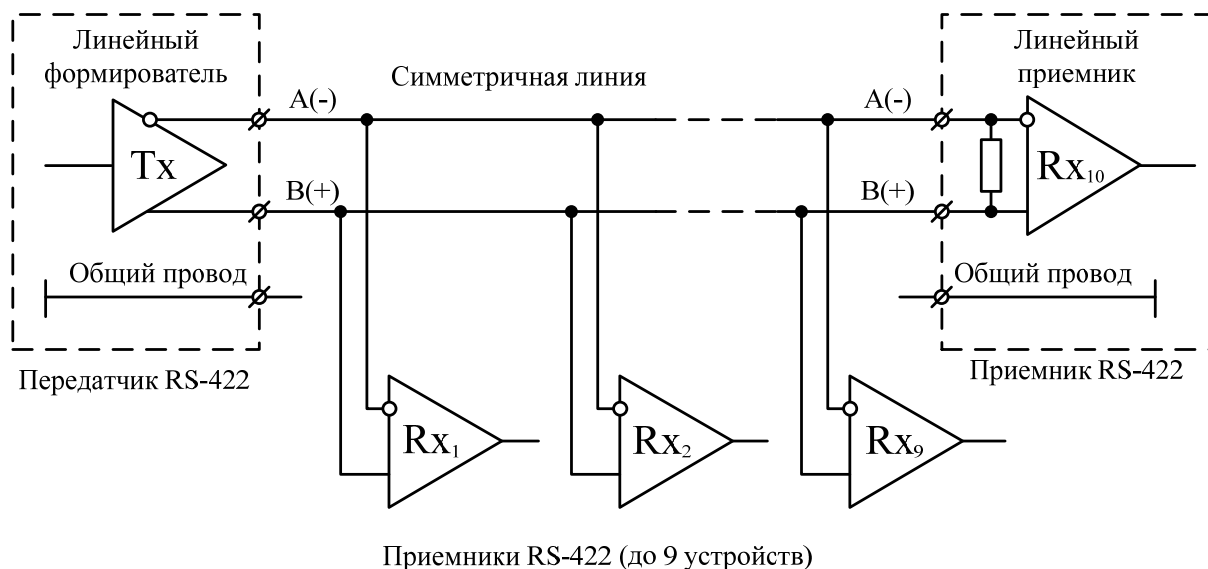 Линейный
формирователь
Симметричная линия
Линейный
приемник
A(-)
A(-)
Tx
Rx₁₀
B(+)
B(+)
Общий провод
Общий провод
Передатчик RS-422
Приемник RS-422
Rx₁
Rx₂
Rx₉
Приемники RS-422 (до 9 устройств)